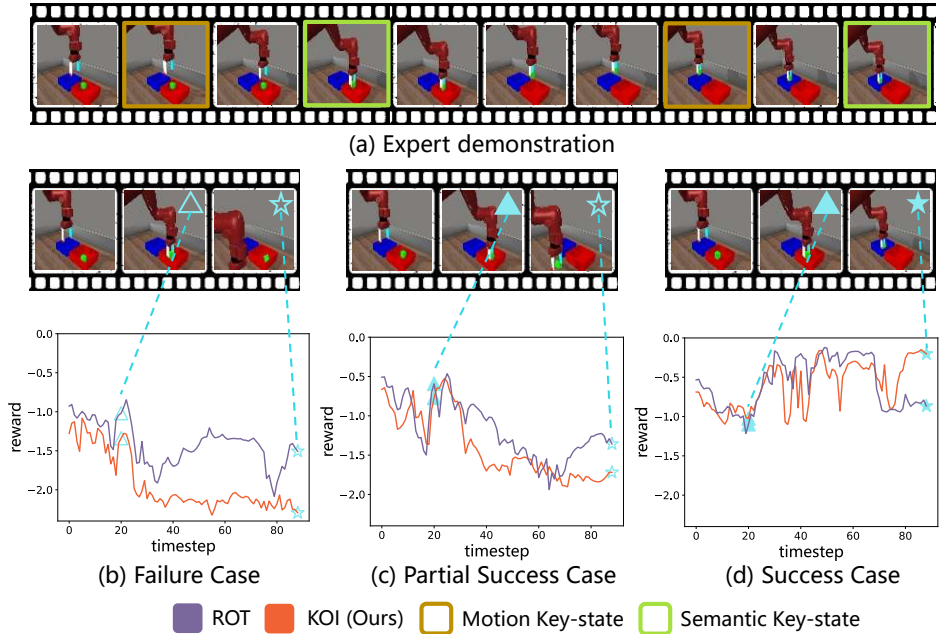 (a) Expert demonstration
0.0
−0.5
−1.0
−1.5
−2.0
reward
0 20 40 60 80
timestep
(b) Failure Case
0.0
−0.5
−1.0
−1.5
−2.0
reward
0 20 40 60 80
timestep
(c) Partial Success Case
0.0
−0.5
−1.0
−1.5
−2.0
reward
0 20 40 60 80
timestep
(d) Success Case
ROT KOI (Ours) Motion Key-state Semantic Key-state